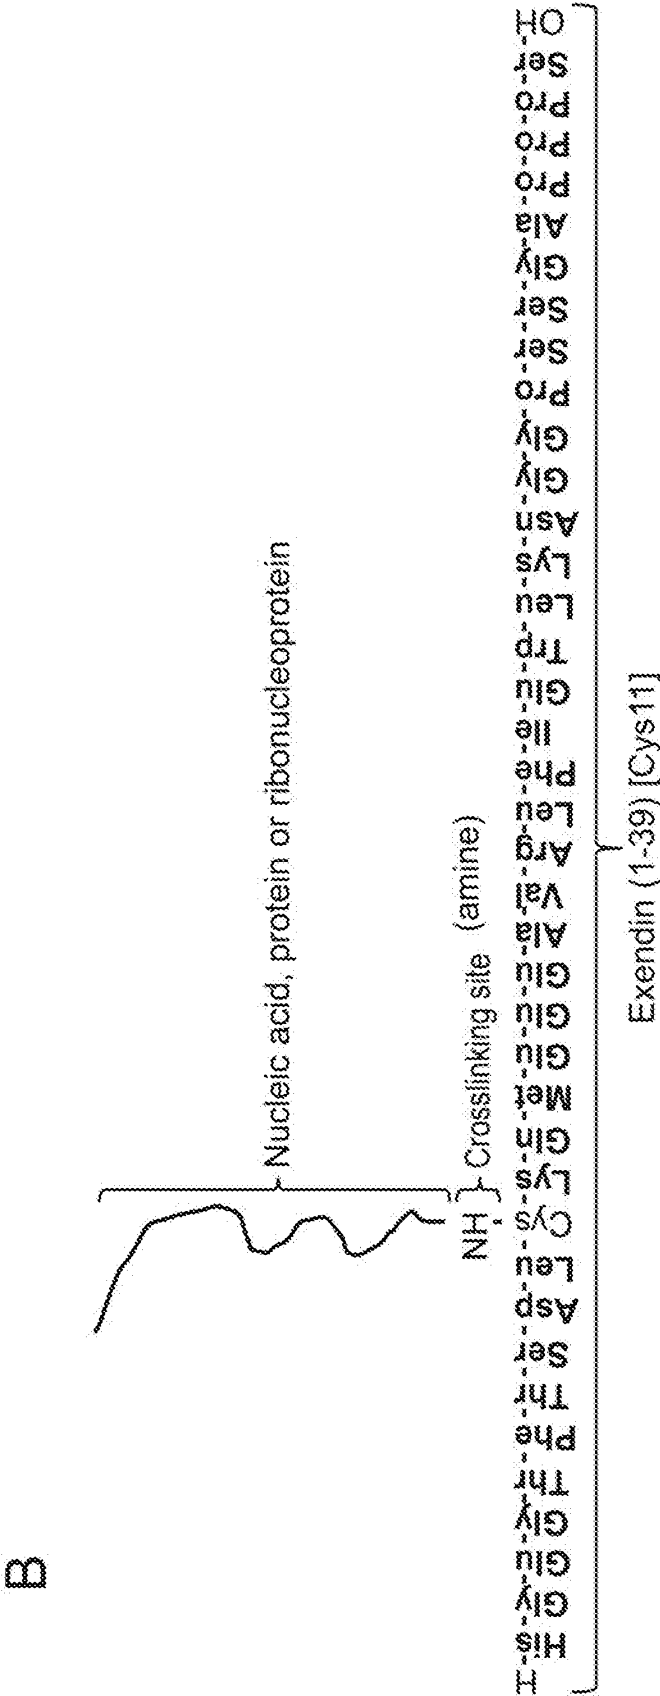 B
Nucleic acid, protein or ribonucleoprotein
NH Crosslinking site (amine)
H-His-Gly-Glu-Gly-Thr-Phe-Thr-Ser-Asp-Leu-Cys-Lys-Gln-Met-Glu-Glu-Glu-Ala-Val-Arg-Leu-Phe-Ile-Glu-Trp-Leu-Lys-Asn-Gly-Gly-Pro-Ser-Ser-Gly-Ala-Pro-Pro-Pro-Ser-OH
Exendin (1-39) [Cys11]